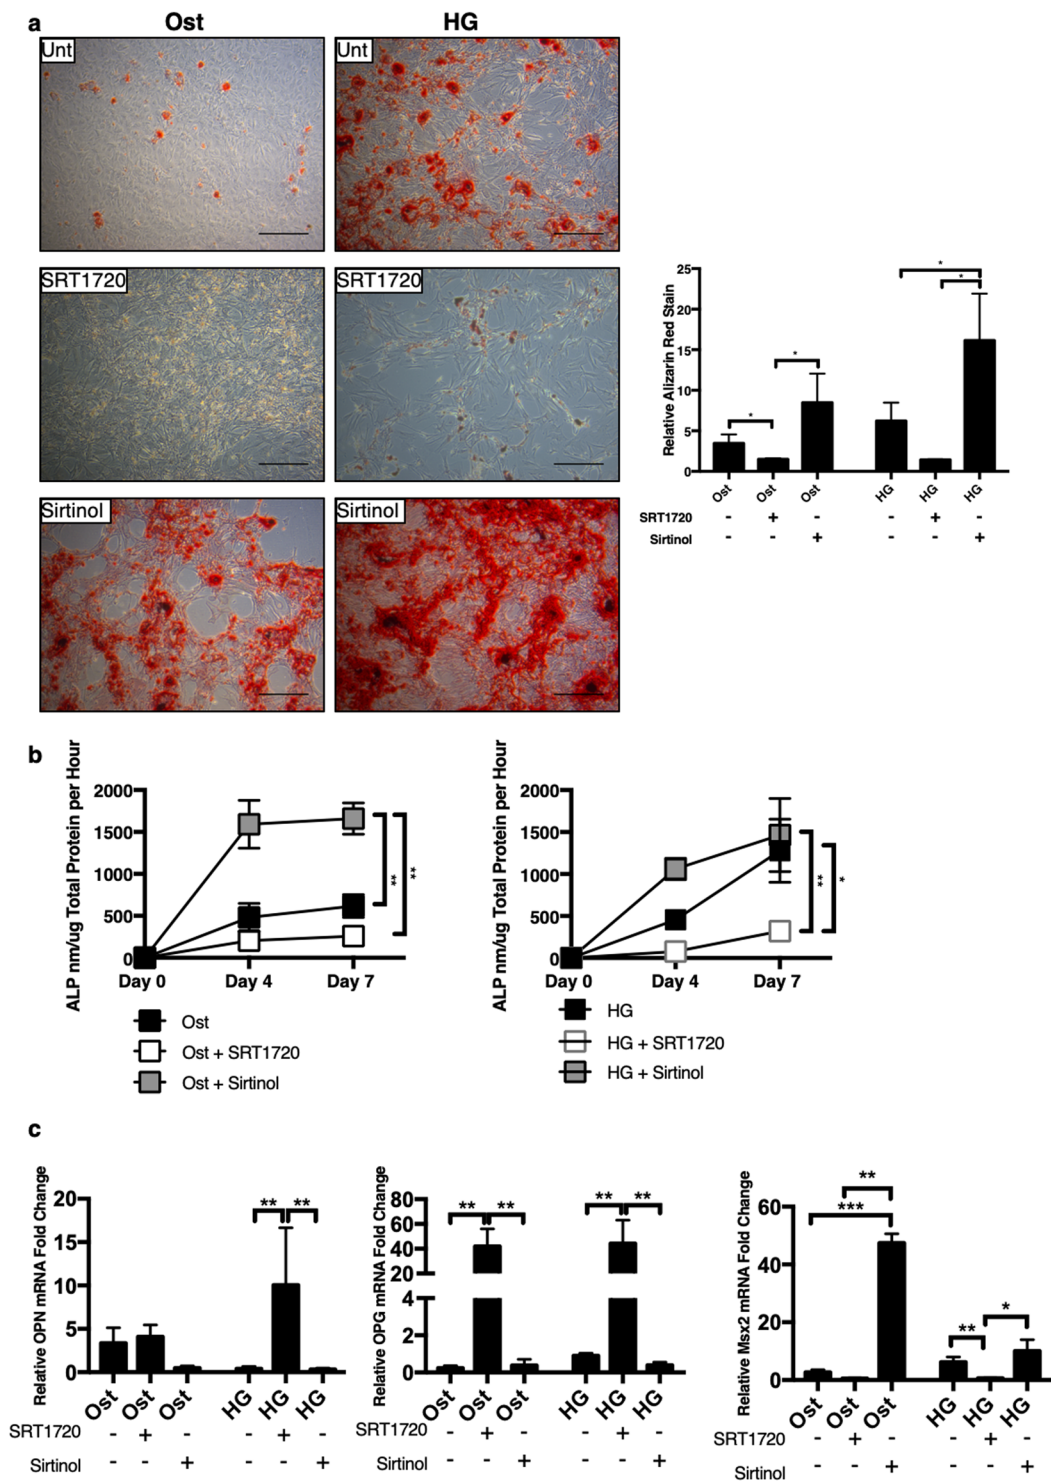 a
Ost HG
Unt Unt
SRT1720 SRT1720
Sirtinol Sirtinol
Relative Alizarin Red Stain
25
20
15
10
5
0
* * * *
Ost Ost Ost HG HG HG
SRT1720 - + - - + -
Sirtinol - - + - - +
b
ALP nm/ug Total Protein per Hour
2000
1500
1000
500
0
Day 0 Day 4 Day 7
** **
Ost
Ost + SRT1720
Ost + Sirtinol
ALP nm/ug Total Protein per Hour
2000
1500
1000
500
0
Day 0 Day 4 Day 7
** *
HG
HG + SRT1720
HG + Sirtinol
c
Relative OPN mRNA Fold Change
20
15
10
5
0
** **
Ost Ost Ost HG HG HG
SRT1720 - + - - + -
Sirtinol - - + - - +
Relative OPG mRNA Fold Change
80
60
40
20
4
2
0
** ** ** **
Ost Ost Ost HG HG HG
- + - - + -
Sirtinol - - + - - +
Relative Msx2 mRNA Fold Change
60
40
20
0
** *** ** *
Ost Ost Ost HG HG HG
SRT1720 - + - - + -
Sirtinol - - + - - +